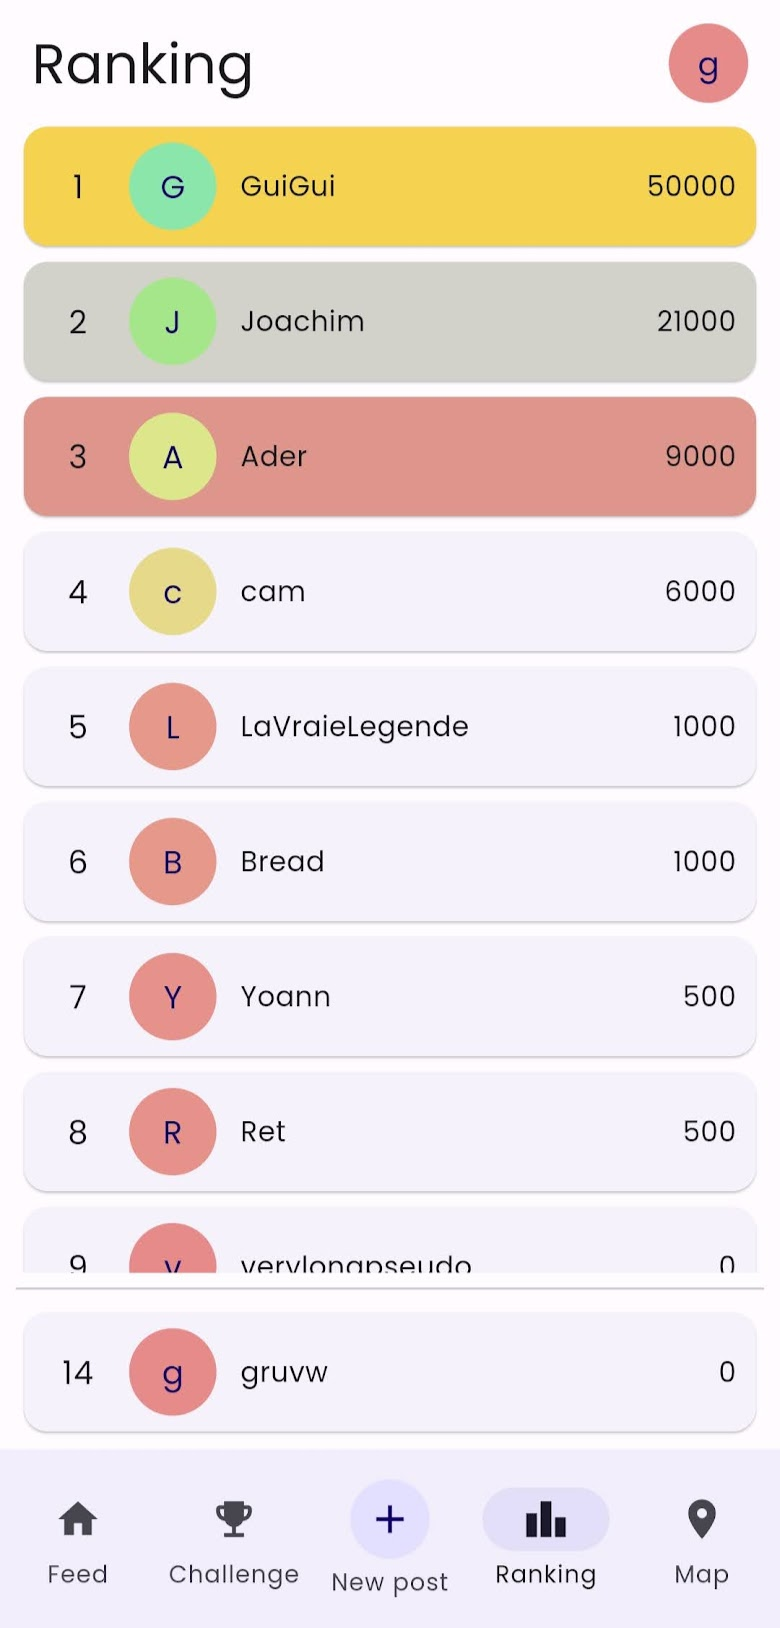 Ranking g
1 G GuiGui 50000
2 J Joachim 21000
3 A Ader 9000
4 c cam 6000
5 L LaVraieLegende 1000
6 B Bread 1000
7 Y Yoann 500
8 R Ret 500
9 v verylongpseudo 0
14 g gruvw 0
Feed Challenge New post Ranking Map